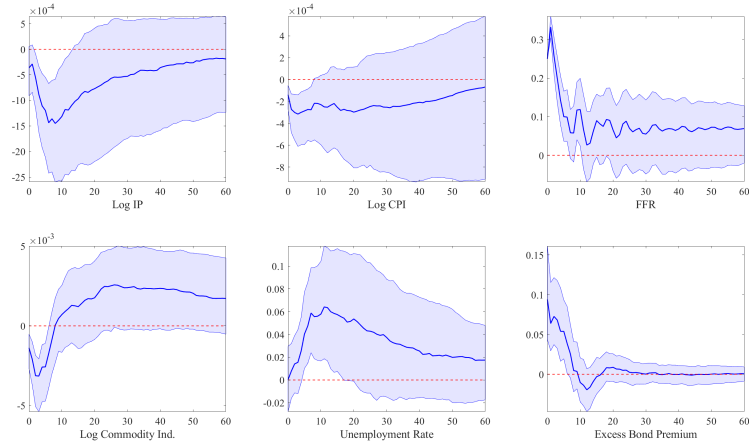 ×10⁻⁴ ×10⁻⁴
5 6
0 4 0.3
-5 2
-10 0 0.2
-15 -2 0.1
-20 -4
-25 -6 0
-8
0 10 20 30 40 50 60 0 10 20 30 40 50 60 0 10 20 30 40 50 60
Log IP Log CPI FFR
×10⁻³
5 0.1 0.15
0.08 0.1
0.06
0 0.04 0.05
0.02
0 0
-5 -0.02 -0.05
0 10 20 30 40 50 60 0 10 20 30 40 50 60 0 10 20 30 40 50 60
Log Commodity Ind. Unemployment Rate Excess Bond Premium